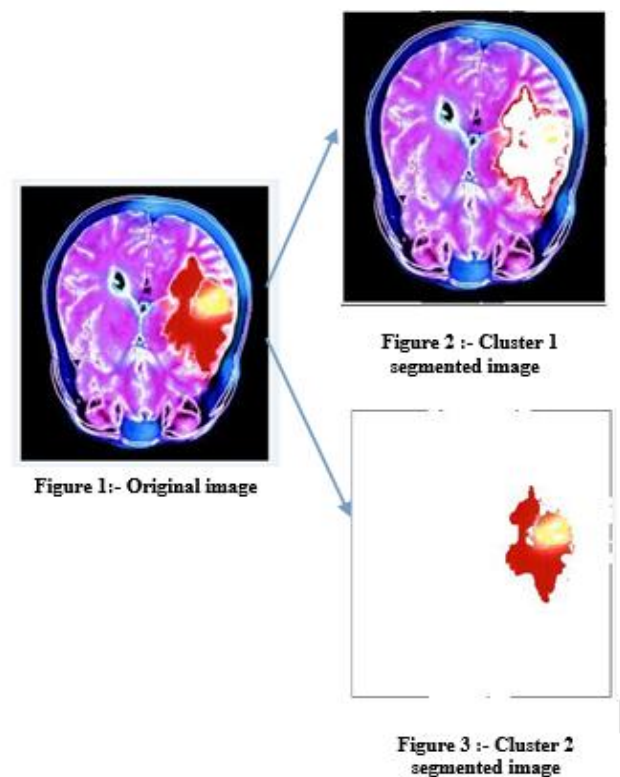 Figure 1:- Original image
Figure 2 :- Cluster 1
segmented image
Figure 3 :- Cluster 2
segmented image